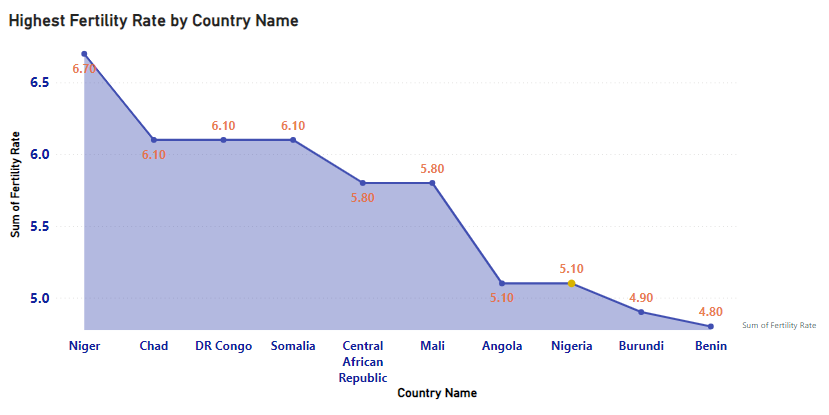 Highest Fertility Rate by Country Name
Sum of Fertility Rate
6.5
6.0
5.5
5.0
6.70
6.10
6.10
6.10
5.80
5.80
5.10
5.10
4.90
4.80
Sum of Fertility Rate
Niger
Chad
DR Congo
Somalia
Central
African
Republic
Mali
Angola
Nigeria
Burundi
Benin
Country Name